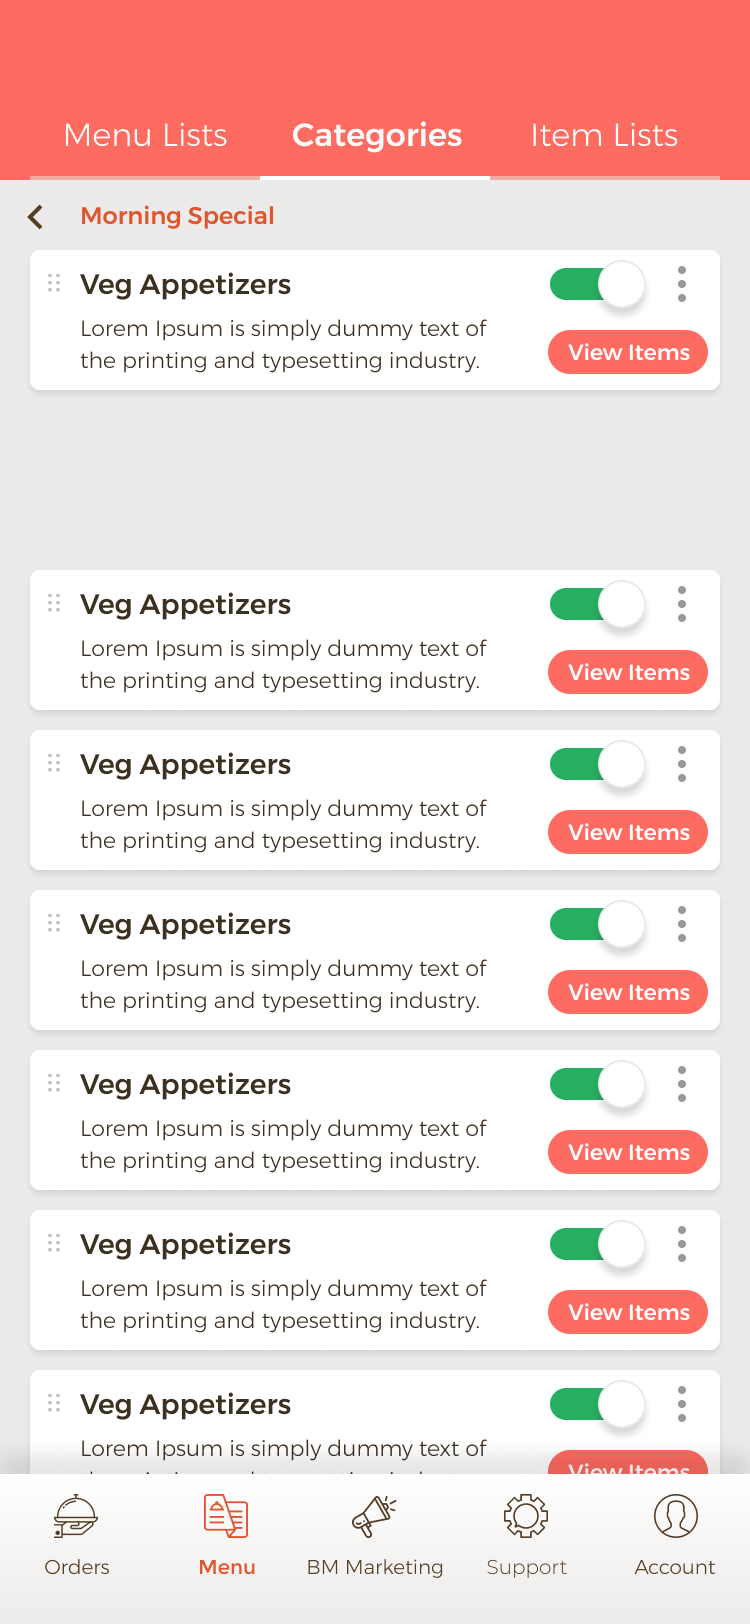 Menu Lists Categories Item Lists
Morning Special
Veg Appetizers
Lorem Ipsum is simply dummy text of
the printing and typesetting industry.
View Items
Veg Appetizers
Lorem Ipsum is simply dummy text of
the printing and typesetting industry.
View Items
Veg Appetizers
Lorem Ipsum is simply dummy text of
the printing and typesetting industry.
View Items
Veg Appetizers
Lorem Ipsum is simply dummy text of
the printing and typesetting industry.
View Items
Veg Appetizers
Lorem Ipsum is simply dummy text of
the printing and typesetting industry.
View Items
Veg Appetizers
Lorem Ipsum is simply dummy text of
the printing and typesetting industry.
View Items
Veg Appetizers
Lorem Ipsum is simply dummy text of
View Items
Orders Menu BM Marketing Support Account